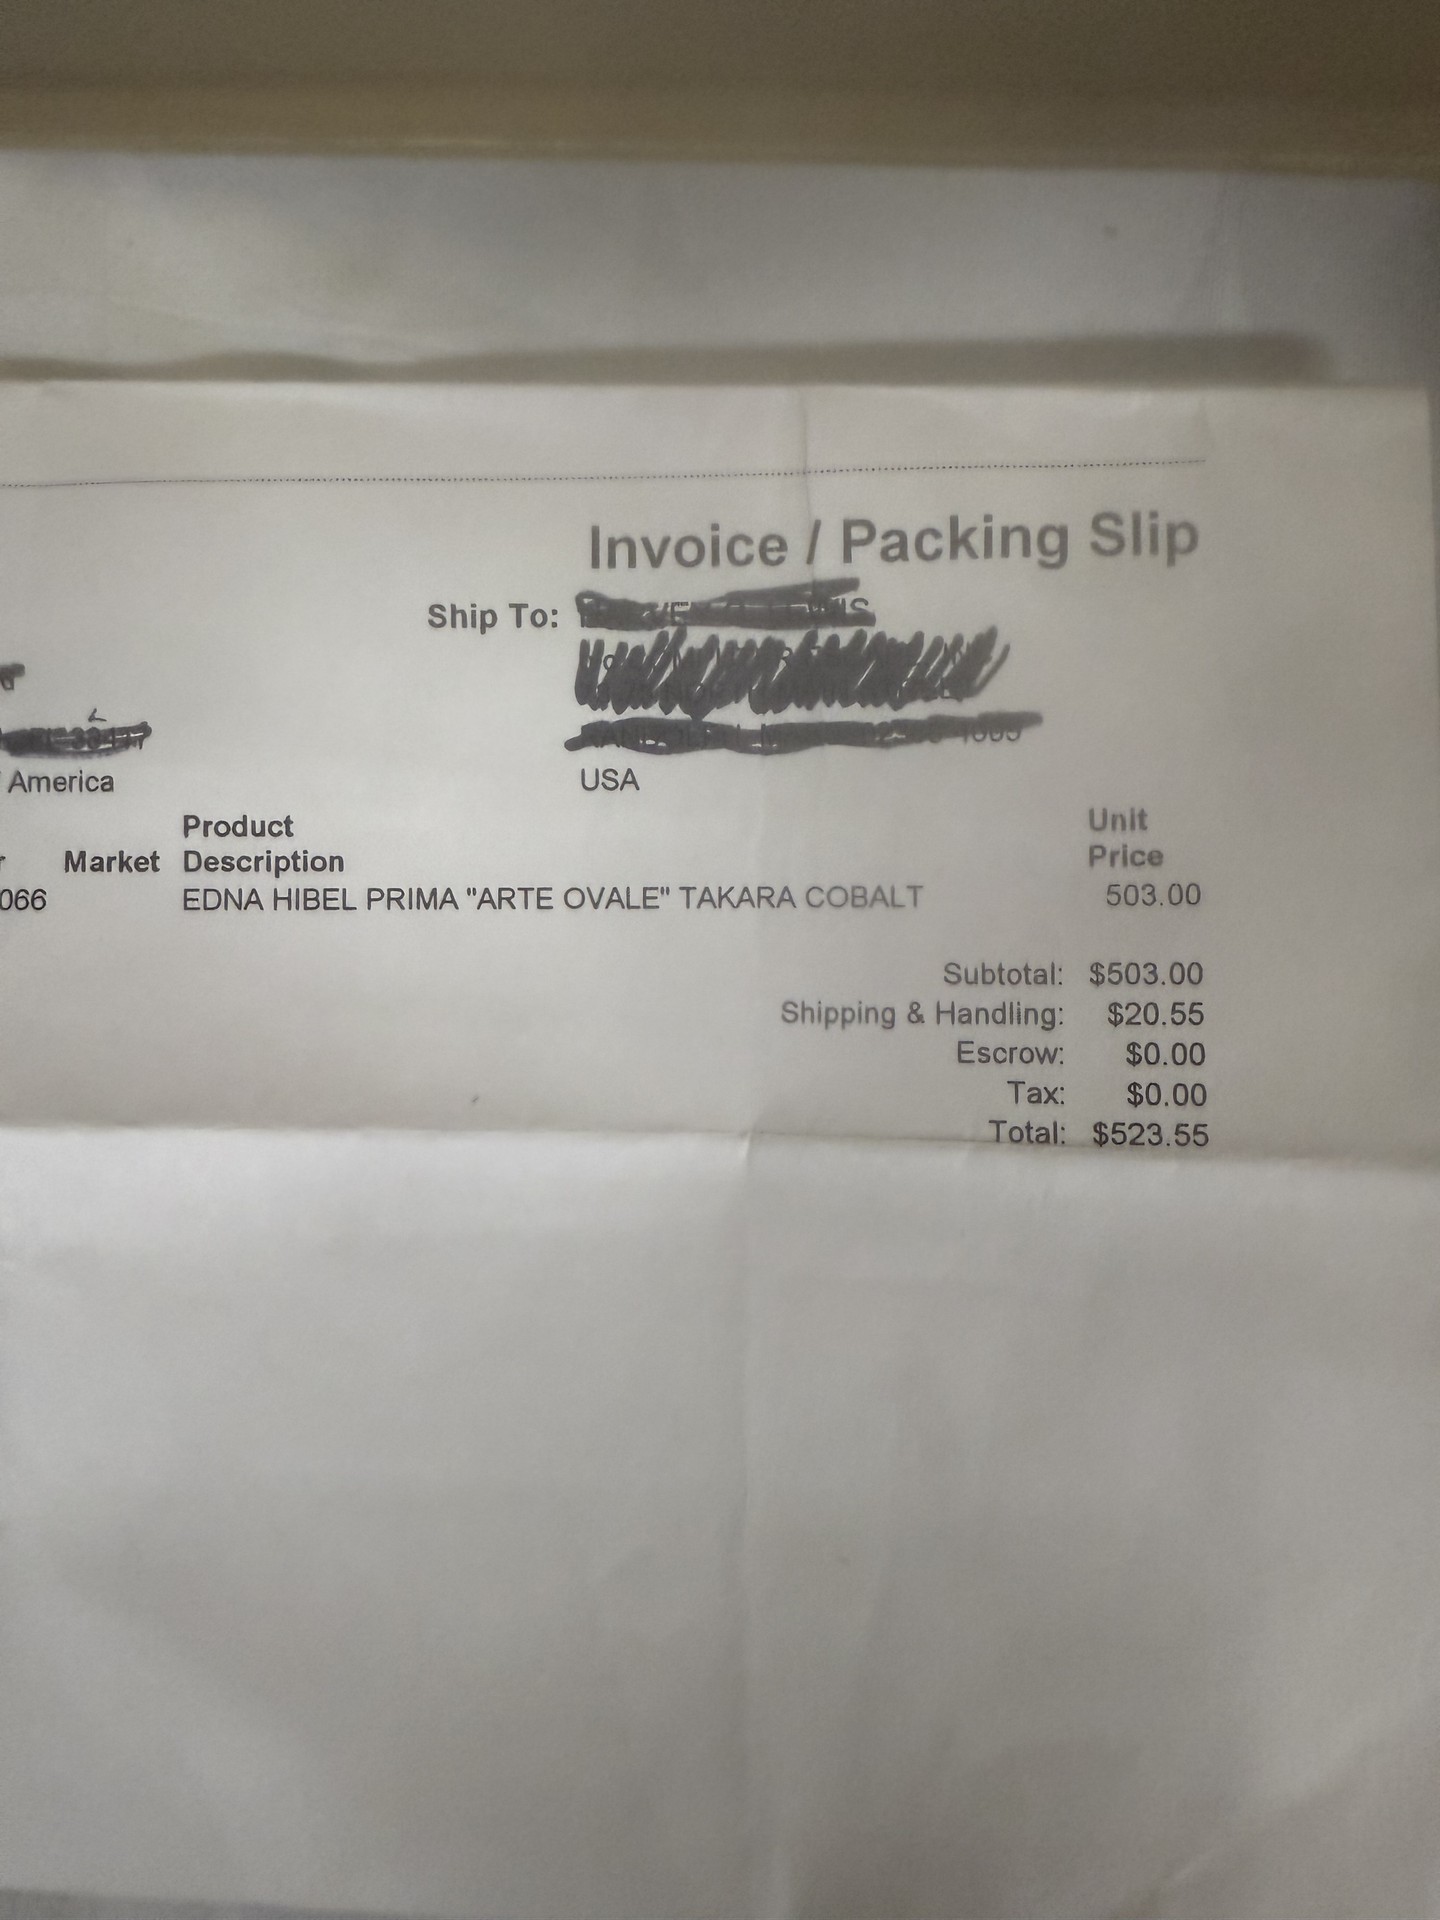 Invoice / Packing Slip
Ship To:
America
USA
Product
Unit
Market Description
Price
066
EDNA HIBEL PRIMA "ARTE OVALE" TAKARA COBALT
503.00
Subtotal: $503.00
Shipping & Handling: $20.55
Escrow: $0.00
Tax: $0.00
Total: $523.55